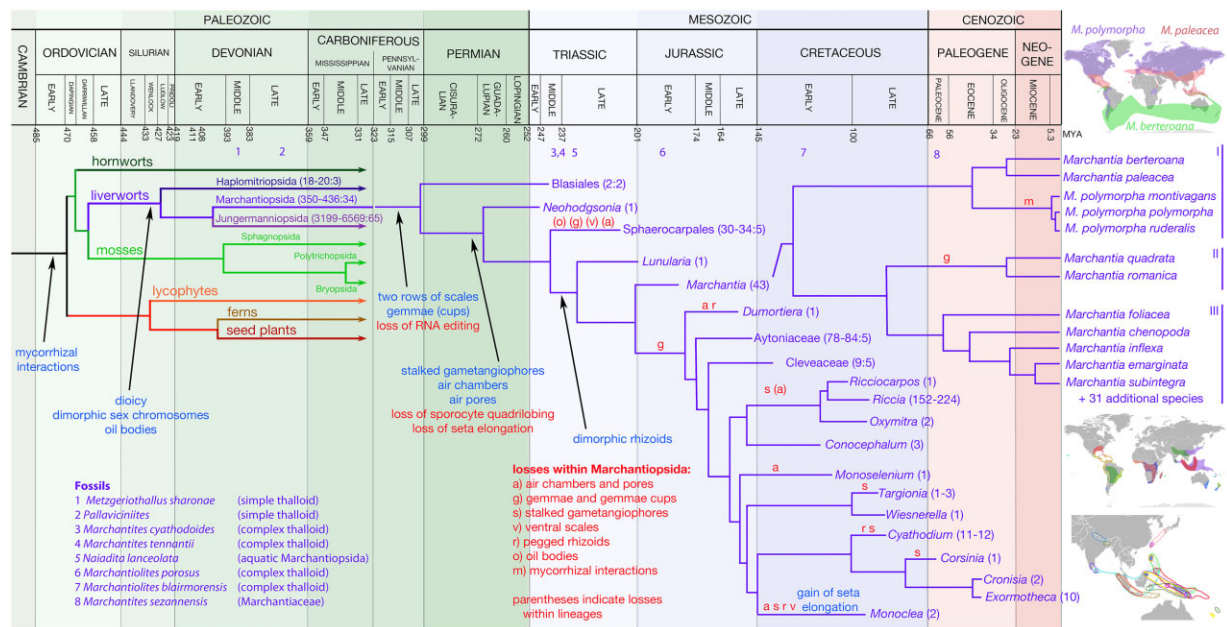 PALEOZOIC
MESOZOIC
CENOZOIC
CAMBRIAN
ORDOVICIAN
SILURIAN
DEVONIAN
CARBONIFEROUS
MISSISSIPPIAN
PENNSYL-
VANIAN
PERMIAN
TRIASSIC
JURASSIC
CRETACEOUS
PALEOGENE
NEO-
GENE
EARLY
DAPINGIAN
DARRIWILLAN
LATE
LLANDOVERY
WENLOCK
LUDLOW
PRIDOLI
EARLY
MIDDLE
LATE
EARLY
MIDDLE
LATE
EARLY
MIDDLE
LATE
CISURA-
LIAN
GUADA-
LUPIAN
LOPINGIAN
EARLY
MIDDLE
LATE
EARLY
MIDDLE
LATE
EARLY
LATE
PALEOCENE
EOCENE
OLIGOCENE
MIOCENE
485 470 458 444 433 427 423 419 411 408 393 383 359 347 331 323 315 307 299 272 260 252 247 237 201 174 164 145 100 66 56 34 23 5.3 MYA
1 2 3,4 5 6 7 8
M. polymorpha
M. paleacea
M. berteroana
hornworts
liverworts
Haplomitriopsida (18-20:3)
Marchantiopsida (350-436:34)
Jungermanniopsida (3199-6569:65)
mosses
Sphagnopsida
Polytrichopsida
Bryopsida
lycophytes
ferns
seed plants
mycorrhizal
interactions
dioicy
dimorphic sex chromosomes
oil bodies
two rows of scales
gemmae (cups)
loss of RNA editing
stalked gametangiophores
air chambers
air pores
loss of sporocyte quadrilobing
loss of seta elongation
dimorphic rhizoids
Blasiales (2:2)
Neohodgsonia (1)
(o) (g) (v) (a)
Sphaerocarpales (30-34:5)
Lunularia (1)
Marchantia (43)
g
a r
Dumortiera (1)
Aytoniaceae (78-84:5)
Cleveaceae (9:5)
s (a)
Ricciocarpos (1)
Riccia (152-224)
Oxymitra (2)
Conocephalum (3)
a
Monoselenium (1)
s
Targionia (1-3)
Wiesnerella (1)
r s
Cyathodium (11-12)
s
Corsinia (1)
Cronisia (2)
Exormotheca (10)
gain of seta
elongation
a s r v
Monoclea (2)
I
Marchantia berteroana
Marchantia paleacea
m
M. polymorpha montivagans
M. polymorpha polymorpha
M. polymorpha ruderalis
g
II
Marchantia quadrata
Marchantia romanica
III
Marchantia foliacea
Marchantia chenopoda
Marchantia inflexa
Marchantia emarginata
Marchantia subintegra
+ 31 additional species
Fossils
1 Metzgeriothallus sharonae (simple thalloid)
2 Pallaviciniites (simple thalloid)
3 Marchantites cyathodoides (complex thalloid)
4 Marchantites tennantii (complex thalloid)
5 Naiadita lanceolata (aquatic Marchantiopsida)
6 Marchantiolites porosus (complex thalloid)
7 Marchantiolites blairmorensis (complex thalloid)
8 Marchantites sezannensis (Marchantiaceae)
losses within Marchantiopsida:
a) air chambers and pores
g) gemmae and gemmae cups
s) stalked gametangiophores
v) ventral scales
r) pegged rhizoids
o) oil bodies
m) mycorrhizal interactions
parentheses indicate losses
within lineages